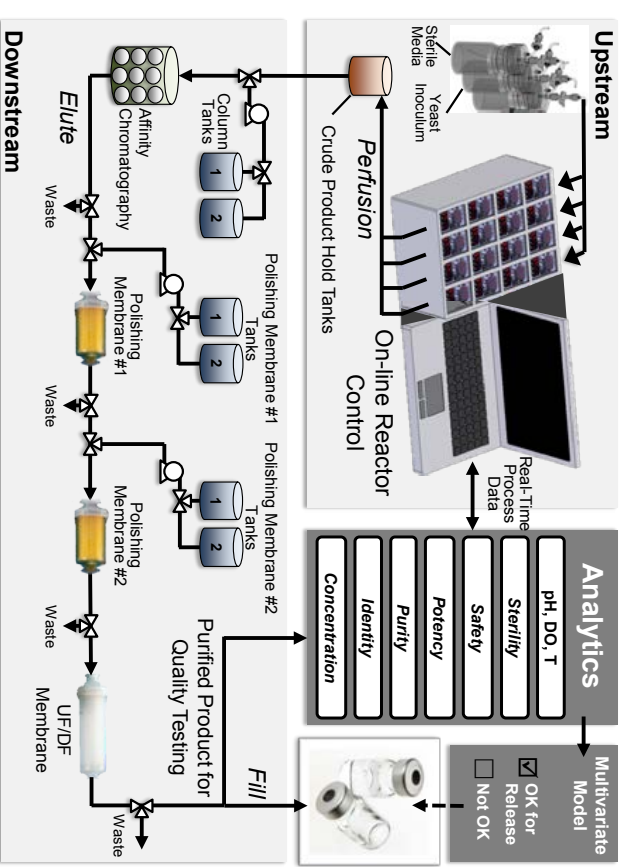 Upstream
Sterile
Media
Yeast
Inoculum
Perfusion
Crude Product Hold Tanks
On-line Reactor
Control
Real-Time
Process
Data
Analytics
pH, DO, T
Sterility
Safety
Potency
Purity
Identity
Concentration
Multivariate
Model
OK for
Release
Not OK
Downstream
Affinity
Chromatography
Elute
Column
Tanks
1
2
Waste
Polishing Membrane #1
Tanks
1
2
Polishing
Membrane #1
Waste
Polishing Membrane #2
Tanks
1
2
Polishing
Membrane #2
Waste
UF/DF
Membrane
Waste
Purified Product for
Quality Testing
Fill